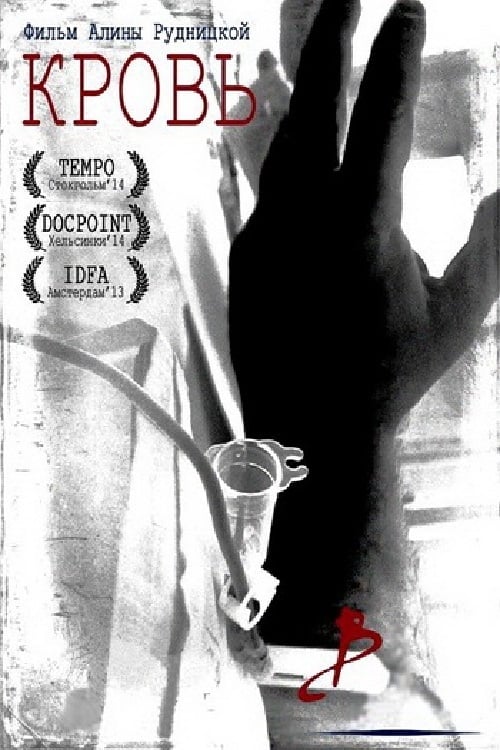 Фильм Алины Рудницкой
КРОВЬ
TEMPO
Стокгольм'14
DOCPOINT
Хельсинки'14
IDFA
Амстердам'13